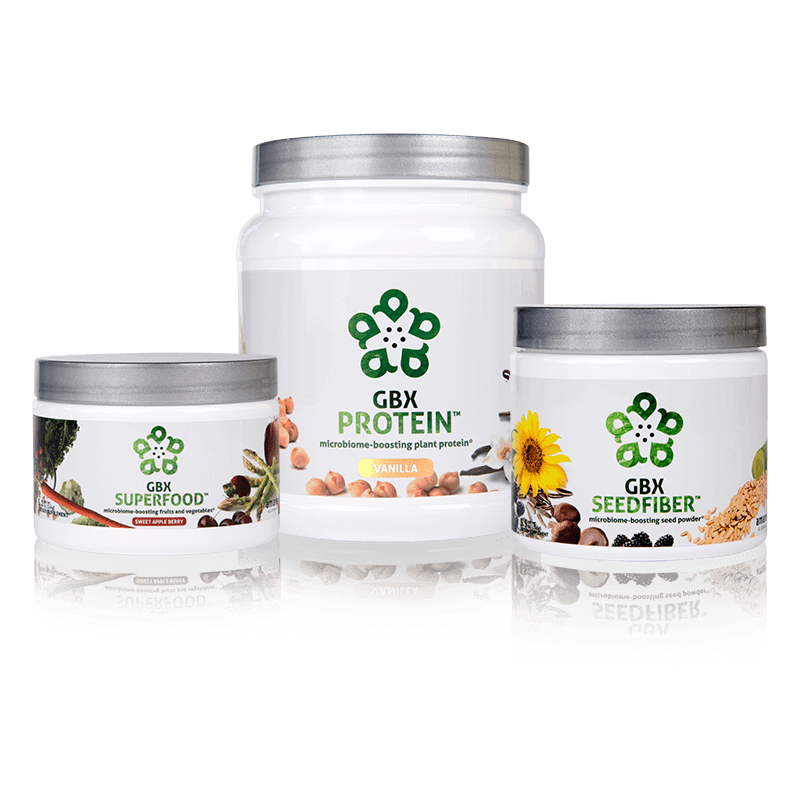 GBX
SUPERFOOD™
microbiome-boosting fruits and vegetables*
SWEET APPLE BERRY
GBX
PROTEIN™
microbiome-boosting plant protein*
VANILLA
GBX
SEEDFIBER™
microbiome-boosting seed powder*